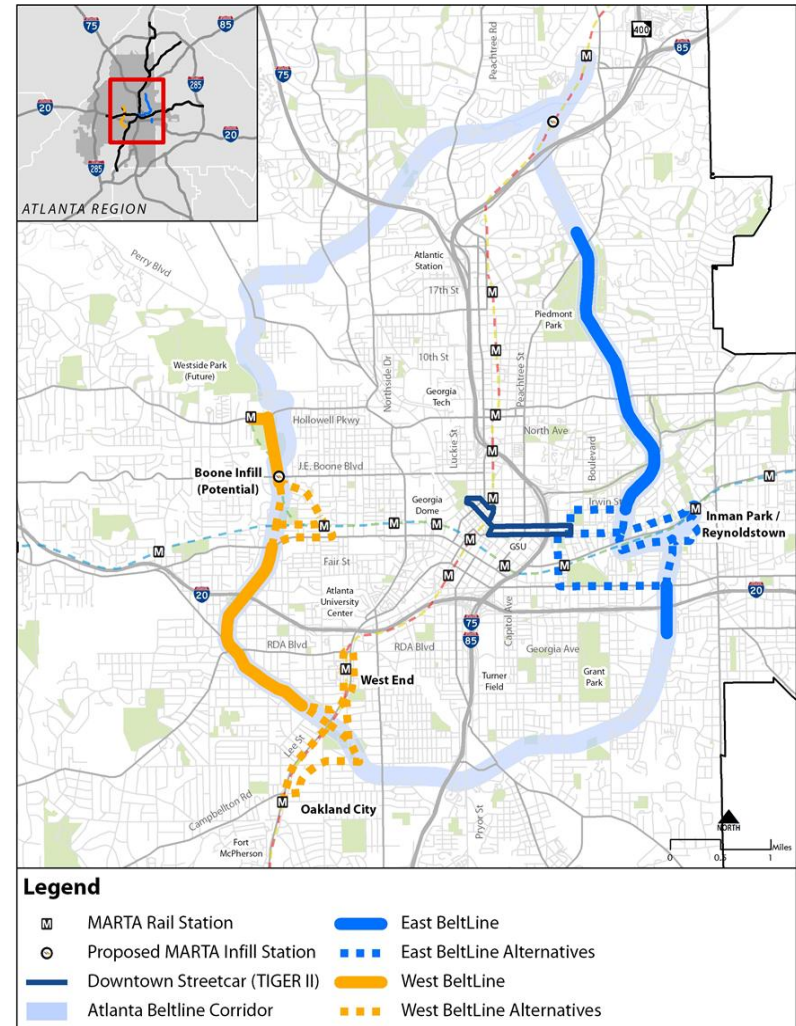 75
85
20
285
20
285
ATLANTA REGION
Peachtree Rd
400
85
75
Perry Blvd
Atlantic
Station
17th St
Piedmont
Park
10th St
Peachtree St
Northside Dr
Westside Park
(Future)
Georgia
Tech
Hollowell Pkwy
North Ave
Luckie St
Boulevard
Boone Infill
(Potential)
J.E. Boone Blvd
Georgia
Dome
Irwin St
Inman Park /
Reynoldstown
GSU
Fair St
20
Atlanta
University
Center
75
85
Capitol Ave
20
RDA Blvd
RDA Blvd
Georgia Ave
West End
Turner
Field
Grant
Park
Lee St
Campbellton Rd
Oakland City
Pryor St
Fort
McPherson
NORTH
0 0.5 1 Miles
Legend
M MARTA Rail Station
Proposed MARTA Infill Station
Downtown Streetcar (TIGER II)
Atlanta Beltline Corridor
East BeltLine
East BeltLine Alternatives
West BeltLine
West BeltLine Alternatives